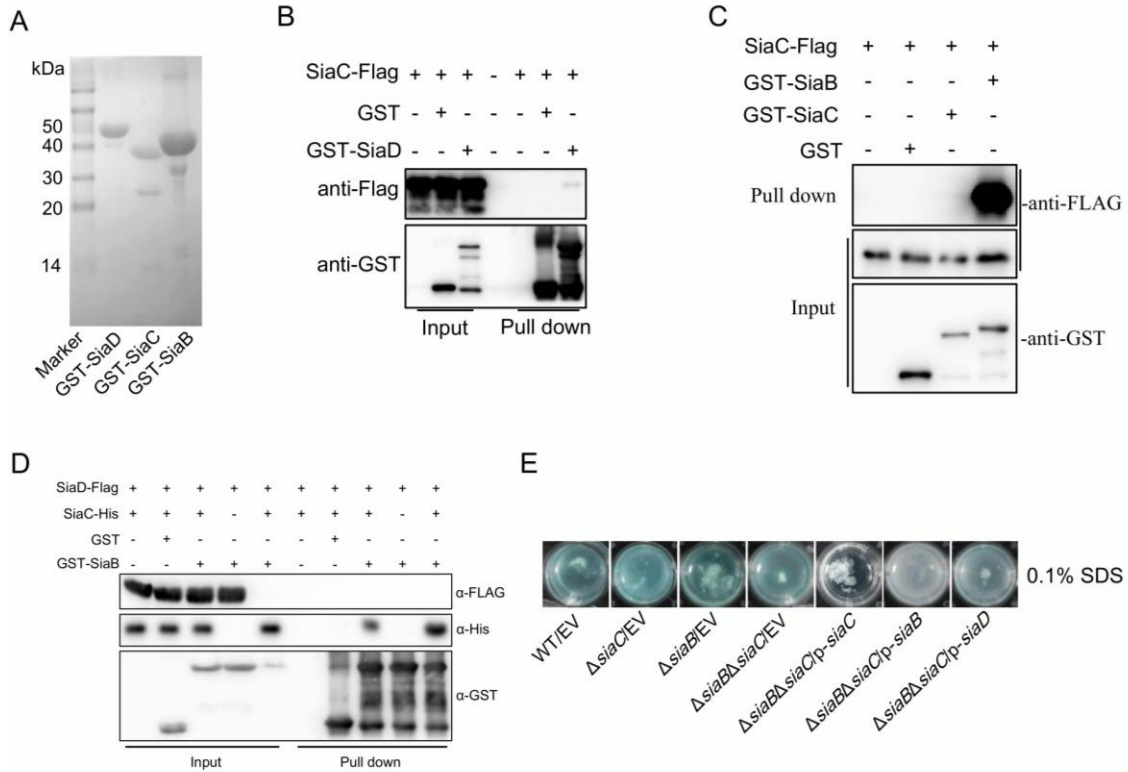 A
kDa
50
40
30
20
14
Marker
GST-SiaD
GST-SiaC
GST-SiaB
B
SiaC-Flag + + + - + + +
GST - + - - - + -
GST-SiaD - - + - - - +
anti-Flag
anti-GST
Input Pull down
C
SiaC-Flag + + + +
GST-SiaB - - - +
GST-SiaC - - + -
GST - + - -
Pull down
-anti-FLAG
Input
-anti-GST
D
SiaD-Flag + + + + + + + + + +
SiaC-His + + + - + + + + - +
GST - + - - - - + - - -
GST-SiaB - - + + + - - + + +
α-FLAG
α-His
α-GST
Input Pull down
E
0.1% SDS
WT/EV
ΔsiaC/EV
ΔsiaB/EV
ΔsiaBΔsiaC/EV
ΔsiaBΔsiaC/p-siaC
ΔsiaBΔsiaC/p-siaB
ΔsiaBΔsiaC/p-siaD